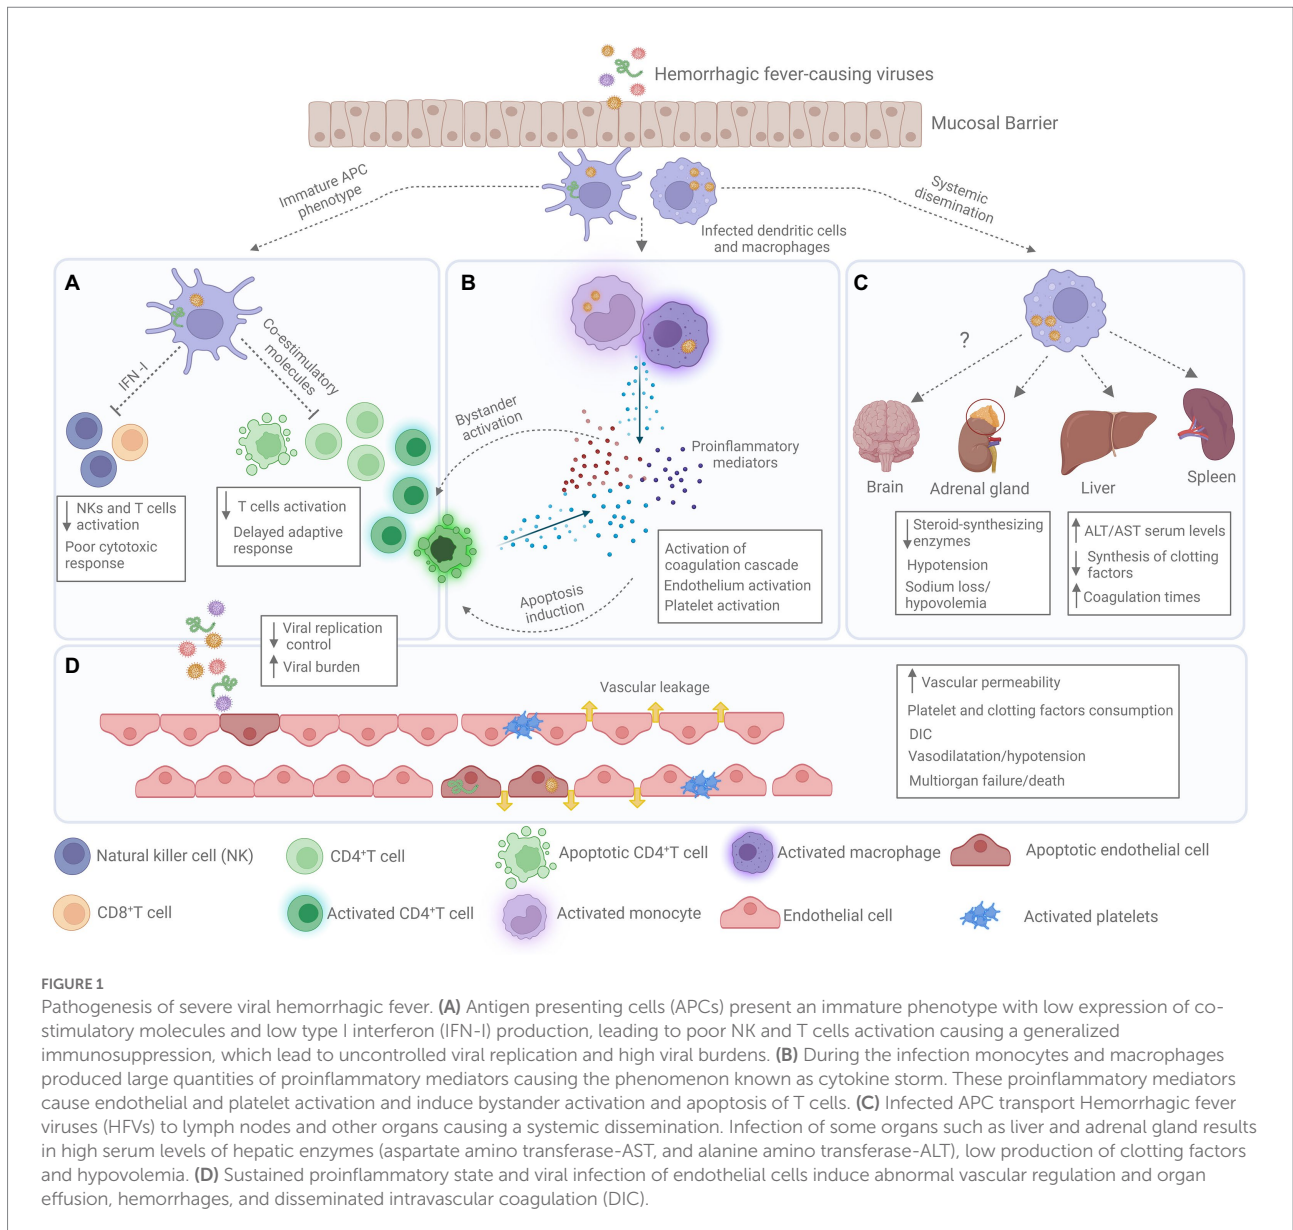 Hemorrhagic fever-causing viruses
Mucosal Barrier
Immature APC
phenotype
Systemic
disemination
Infected dendritic cells
and macrophages
A
IFN-I
Co-estimulatory
molecules
NKs and T cells
activation
Poor cytotoxic
response
T cells activation
Delayed adaptive
response
B
Bystander
activation
Proinflammatory
mediators
Apoptosis
induction
Activation of
coagulation cascade
Endothelium activation
Platelet activation
C
?
Brain
Adrenal gland
Liver
Spleen
Steroid-synthesizing
enzymes
Hypotension
Sodium loss/
hypovolemia
ALT/AST serum levels
Synthesis of clotting
factors
Coagulation times
Viral replication
control
Viral burden
D
Vascular leakage
Vascular permeability
Platelet and clotting factors consumption
DIC
Vasodilatation/hypotension
Multiorgan failure/death
Natural killer cell (NK)
CD4⁺T cell
Apoptotic CD4⁺T cell
Activated macrophage
Apoptotic endothelial cell
CD8⁺T cell
Activated CD4⁺T cell
Activated monocyte
Endothelial cell
Activated platelets
FIGURE 1
Pathogenesis of severe viral hemorrhagic fever. (A) Antigen presenting cells (APCs) present an immature phenotype with low expression of co-
stimulatory molecules and low type I interferon (IFN-I) production, leading to poor NK and T cells activation causing a generalized
immunosuppression, which lead to uncontrolled viral replication and high viral burdens. (B) During the infection monocytes and macrophages
produced large quantities of proinflammatory mediators causing the phenomenon known as cytokine storm. These proinflammatory mediators
cause endothelial and platelet activation and induce bystander activation and apoptosis of T cells. (C) Infected APC transport Hemorrhagic fever
viruses (HFVs) to lymph nodes and other organs causing a systemic dissemination. Infection of some organs such as liver and adrenal gland results
in high serum levels of hepatic enzymes (aspartate amino transferase-AST, and alanine amino transferase-ALT), low production of clotting factors
and hypovolemia. (D) Sustained proinflammatory state and viral infection of endothelial cells induce abnormal vascular regulation and organ
effusion, hemorrhages, and disseminated intravascular coagulation (DIC).